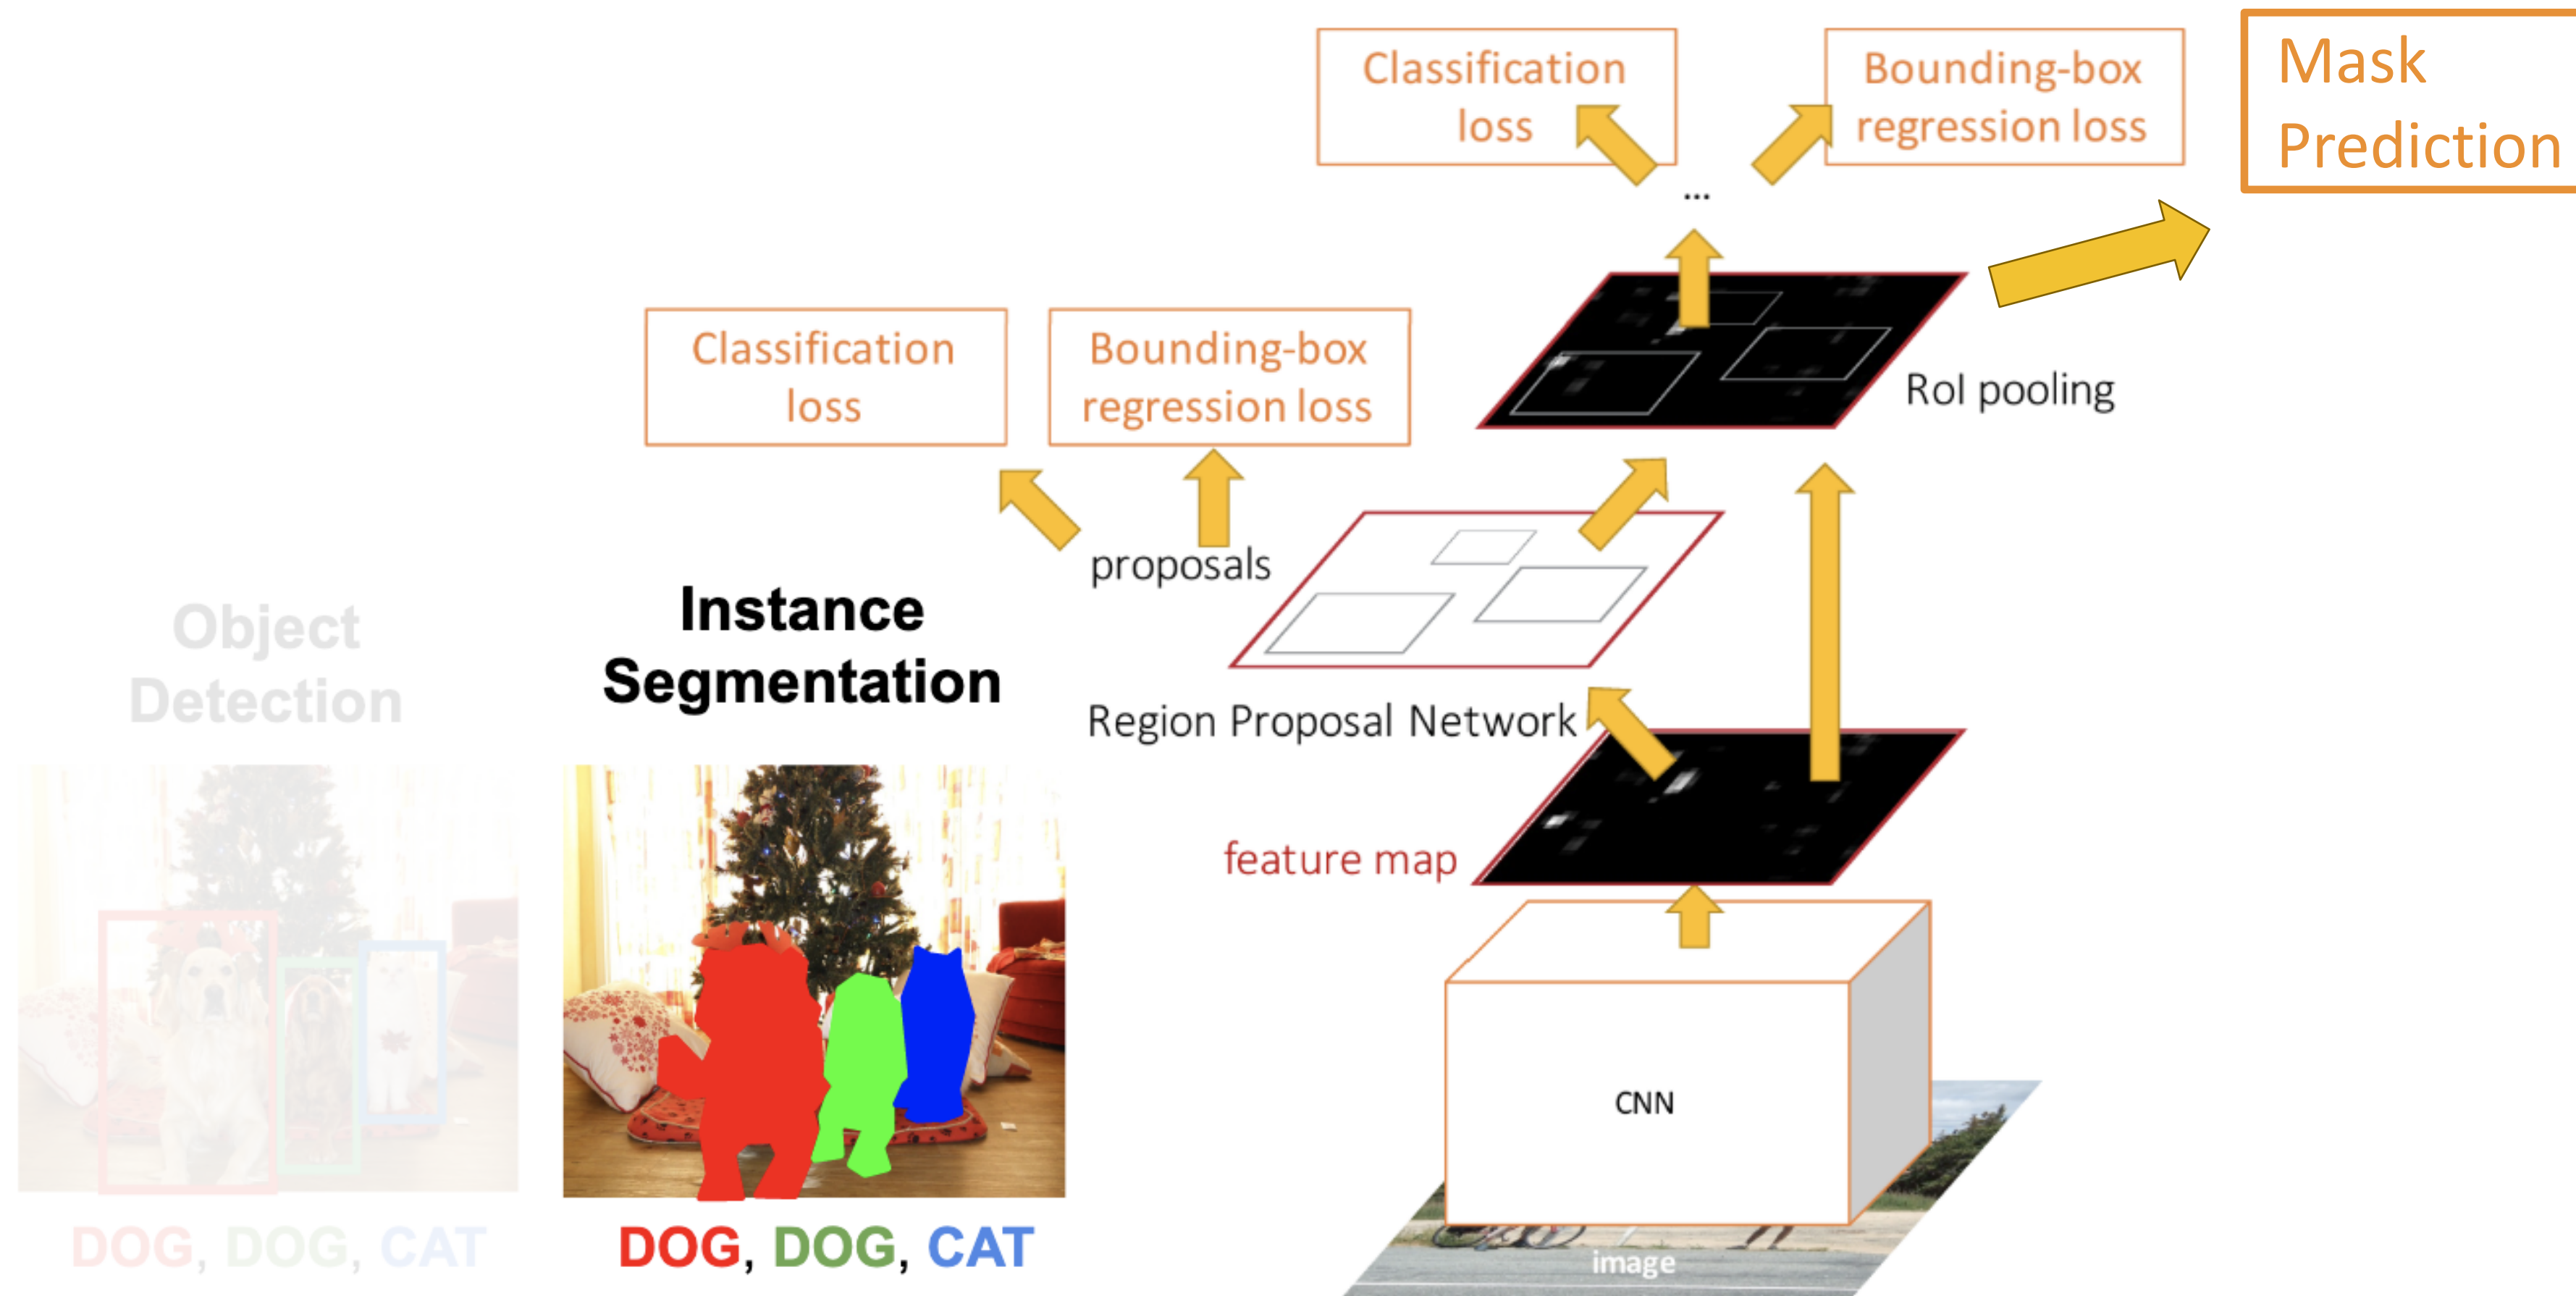 Classification
loss
Bounding-box
regression loss
Mask
Prediction
...
Classification
loss
Bounding-box
regression loss
RoI pooling
proposals
Object
Detection
Instance
Segmentation
Region Proposal Network
feature map
CNN
DOG, DOG, CAT
DOG, DOG, CAT
image